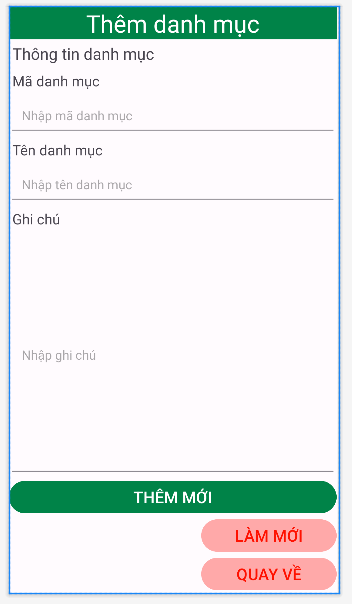 Thêm danh mục
Thông tin danh mục
Mã danh mục
Nhập mã danh mục
Tên danh mục
Nhập tên danh mục
Ghi chú
Nhập ghi chú
THÊM MỚI
LÀM MỚI
QUAY VỀ